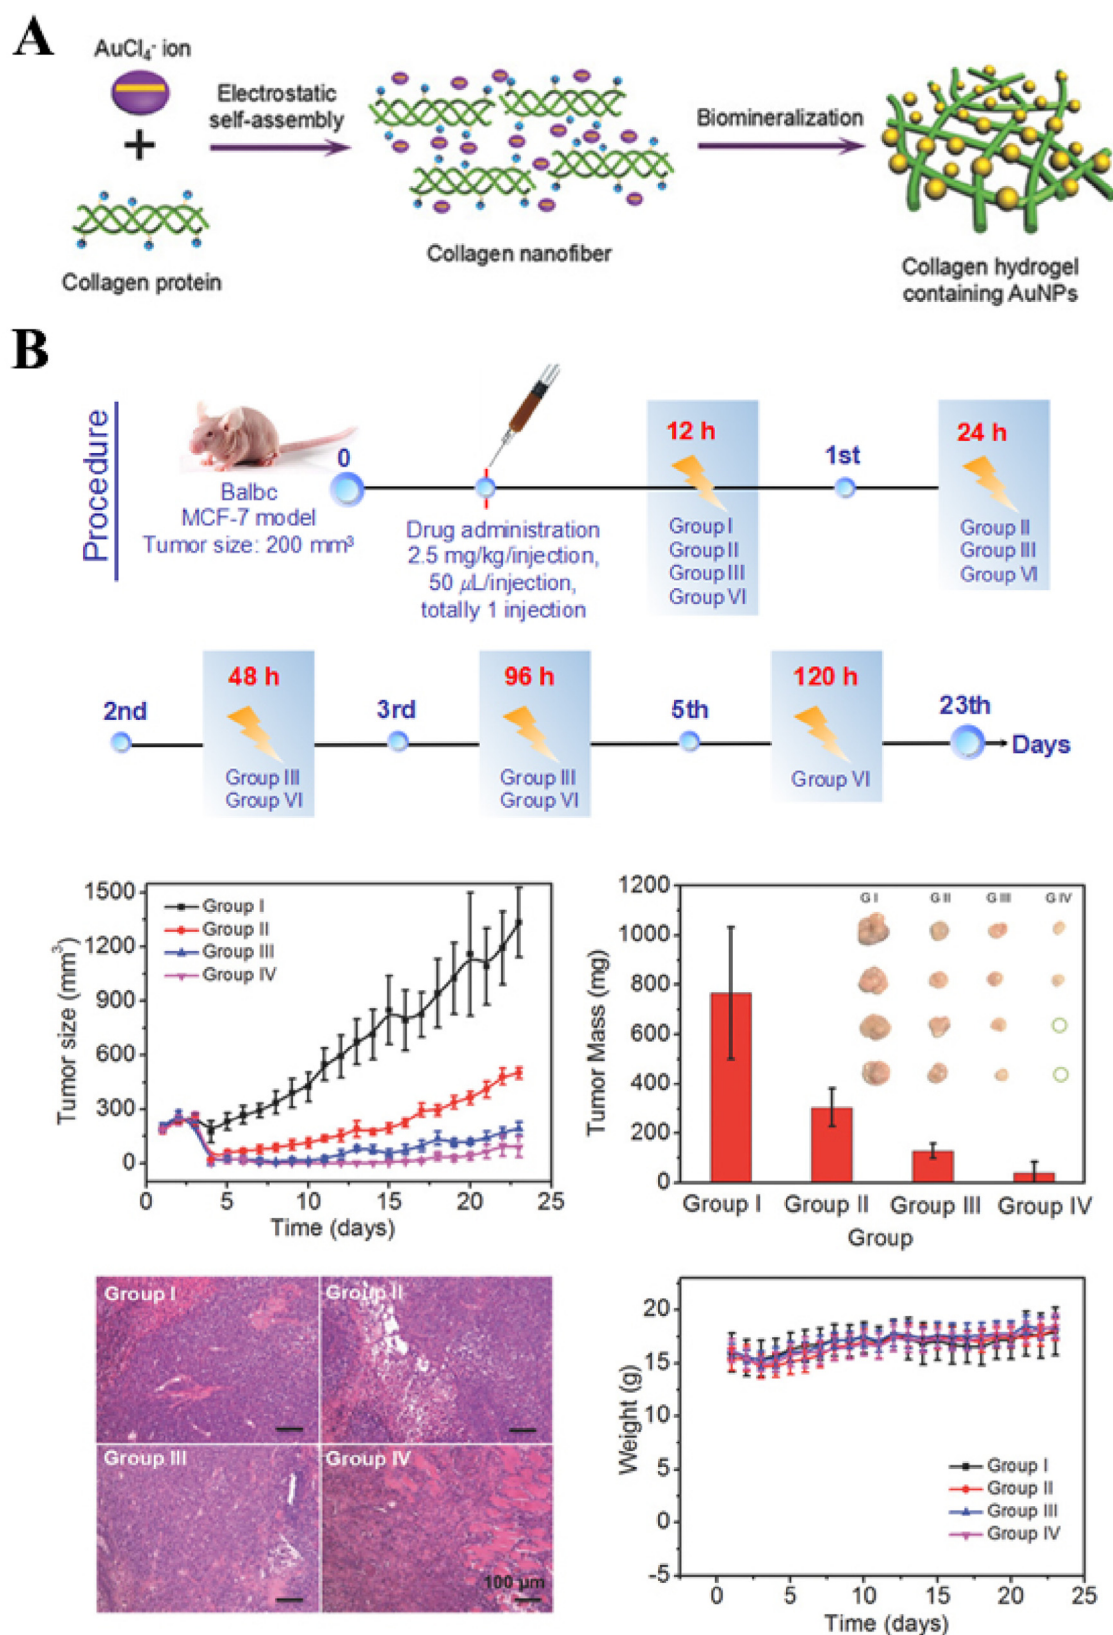 A
AuCl₄⁻ ion
+
Collagen protein
Electrostatic
self-assembly
Collagen nanofiber
Biomineralization
Collagen hydrogel
containing AuNPs
B
Procedure
Balbc
MCF-7 model
Tumor size: 200 mm³
0
Drug administration
2.5 mg/kg/injection,
50 μL/injection,
totally 1 injection
12 h
Group I
Group II
Group III
Group VI
1st
24 h
Group II
Group III
Group VI
2nd
48 h
Group III
Group VI
3rd
96 h
Group III
Group VI
5th
120 h
Group VI
23th
Days
Tumor size (mm³)
1500
1200
900
600
300
0
Group I
Group II
Group III
Group IV
0 5 10 15 20 25
Time (days)
Tumor Mass (mg)
1200
1000
800
600
400
200
0
G I G II G III G IV
Group I Group II Group III Group IV
Group
Group I
Group II
Group III
Group IV
100 μm
Weight (g)
20
15
10
5
0
-5
Group I
Group II
Group III
Group IV
0 5 10 15 20 25
Time (days)